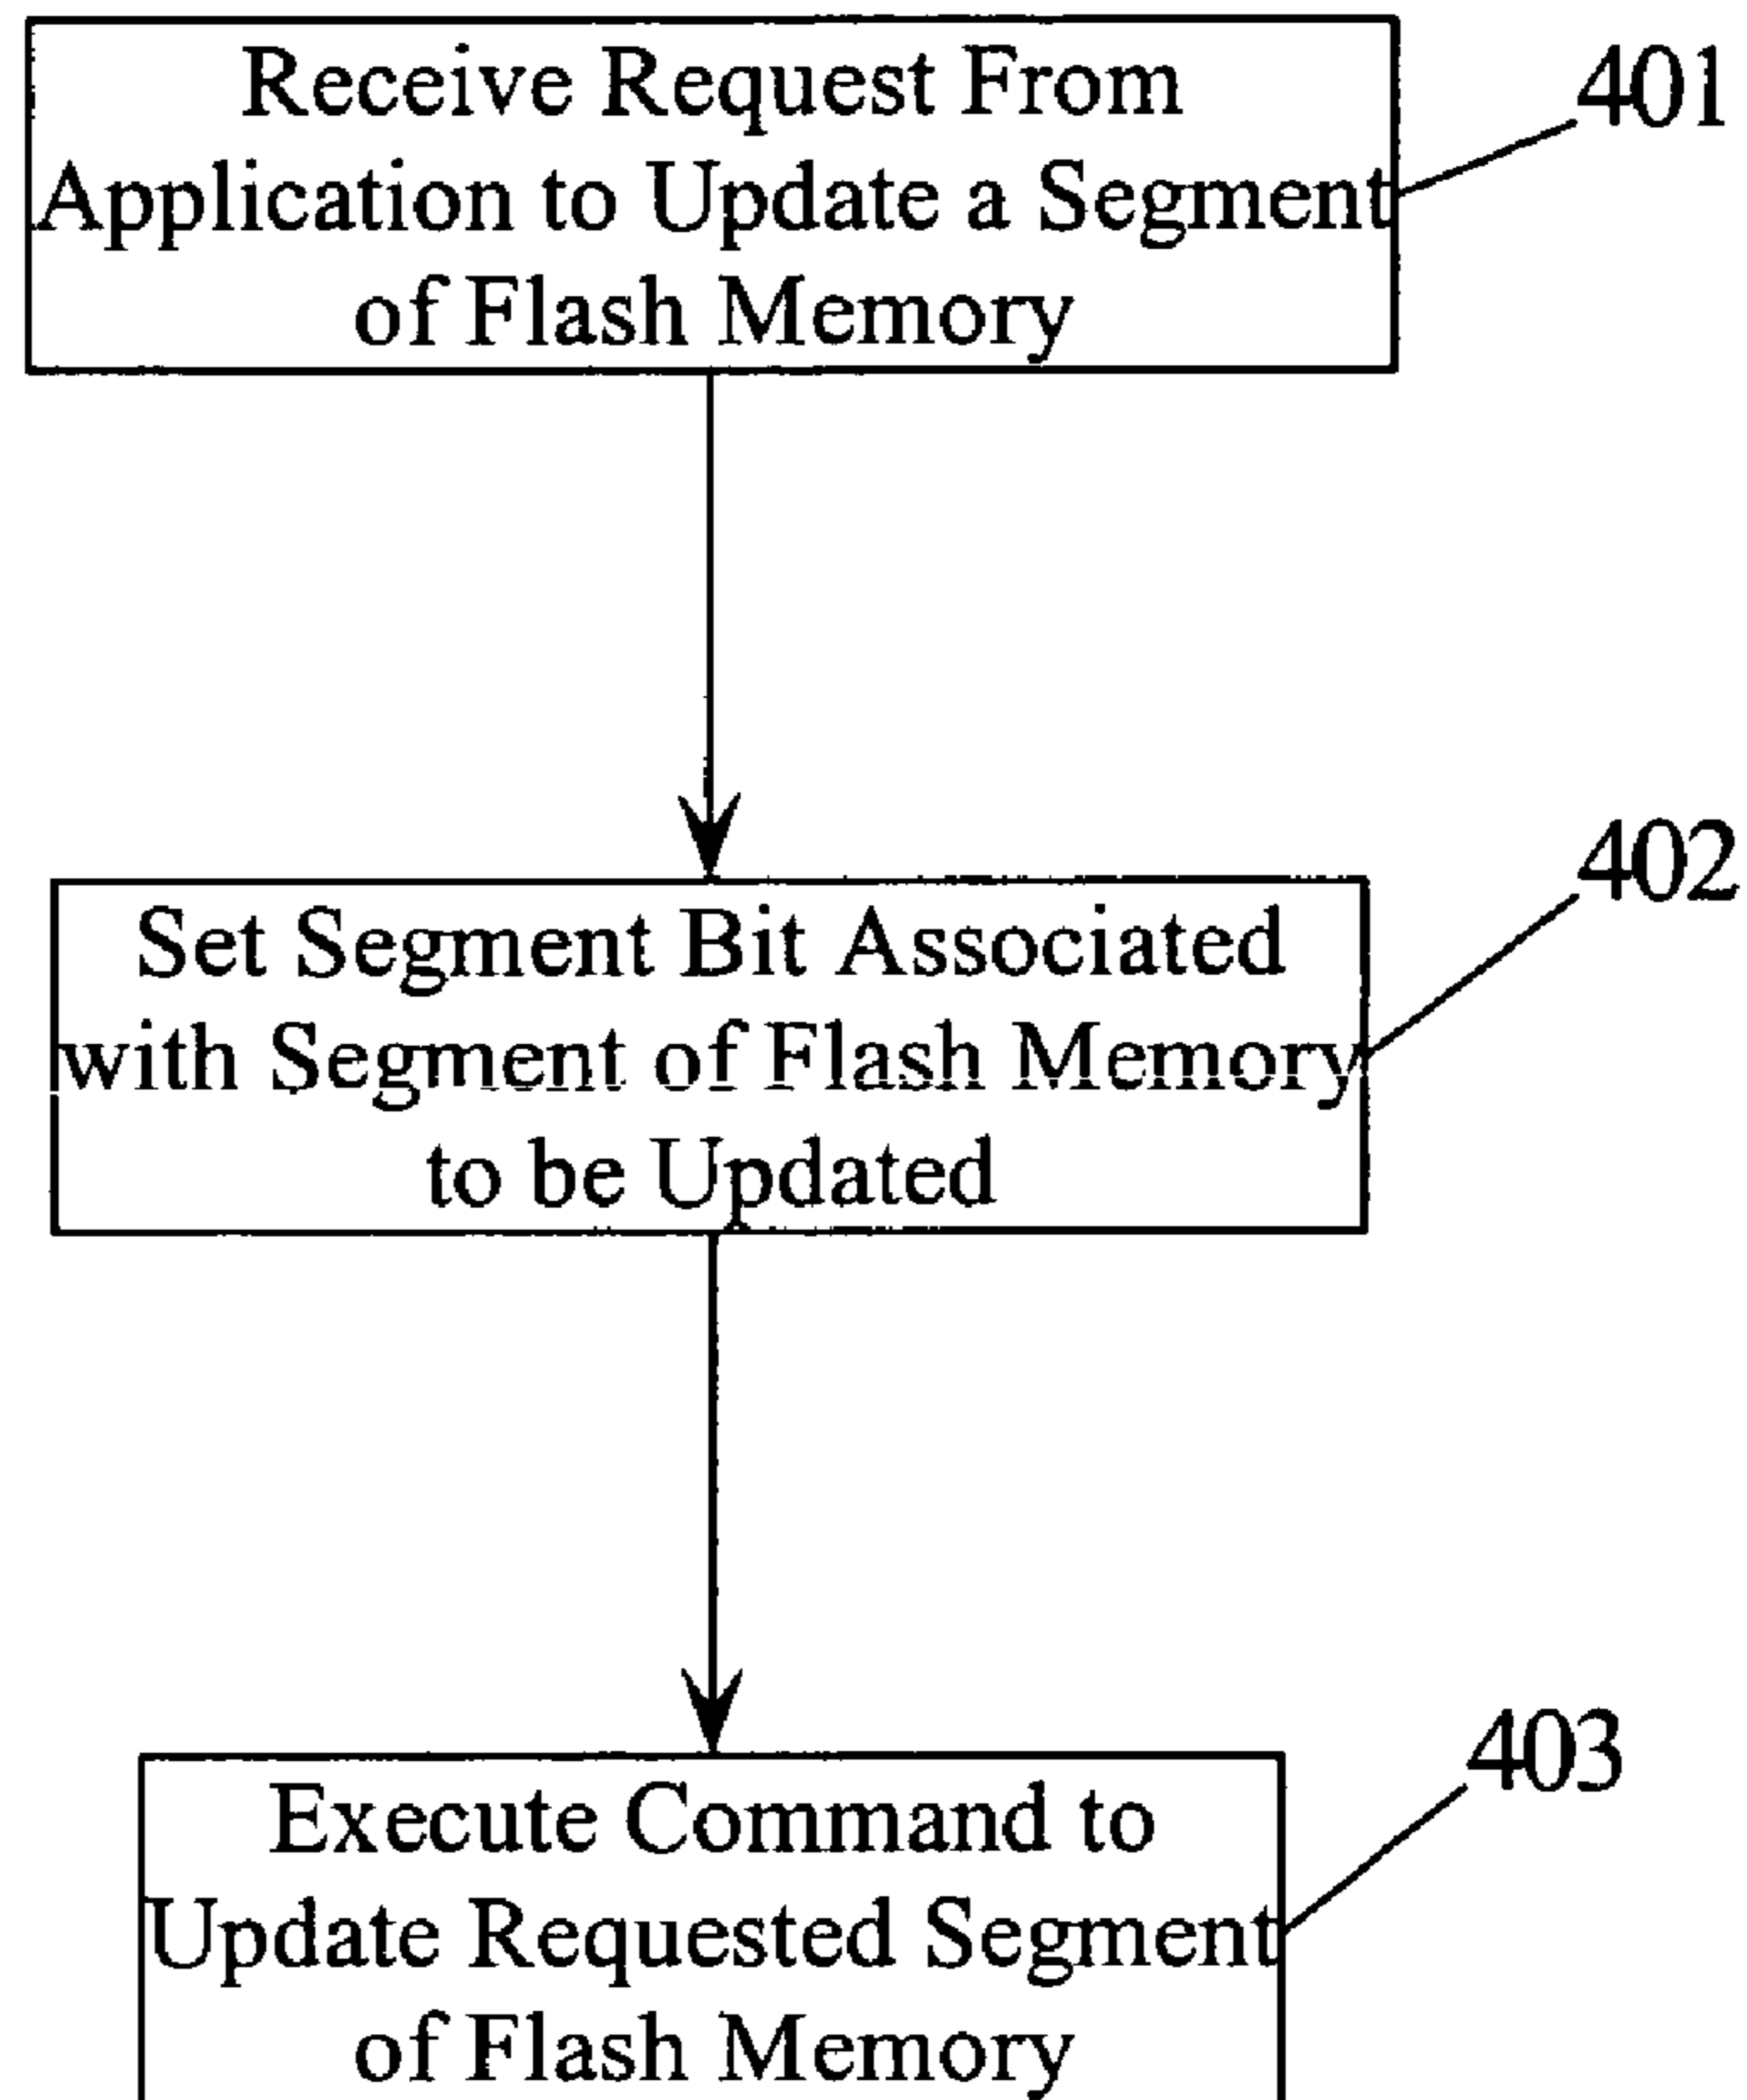 Receive Request From
Application to Update a Segment
of Flash Memory
401
Set Segment Bit Associated
with Segment of Flash Memory
to be Updated
402
Execute Command to
Update Requested Segment
of Flash Memory
403